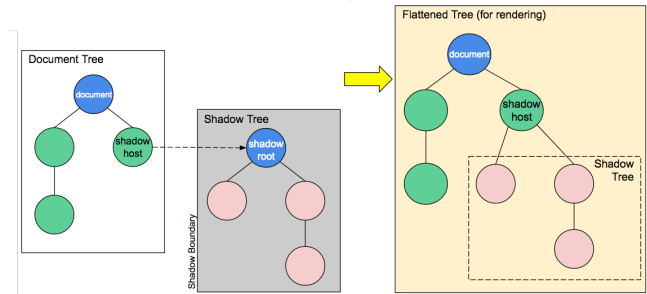 Document Tree
document
shadow
host
Shadow Tree
shadow
root
Shadow Boundary
Flattened Tree (for rendering)
document
shadow
host
Shadow
Tree